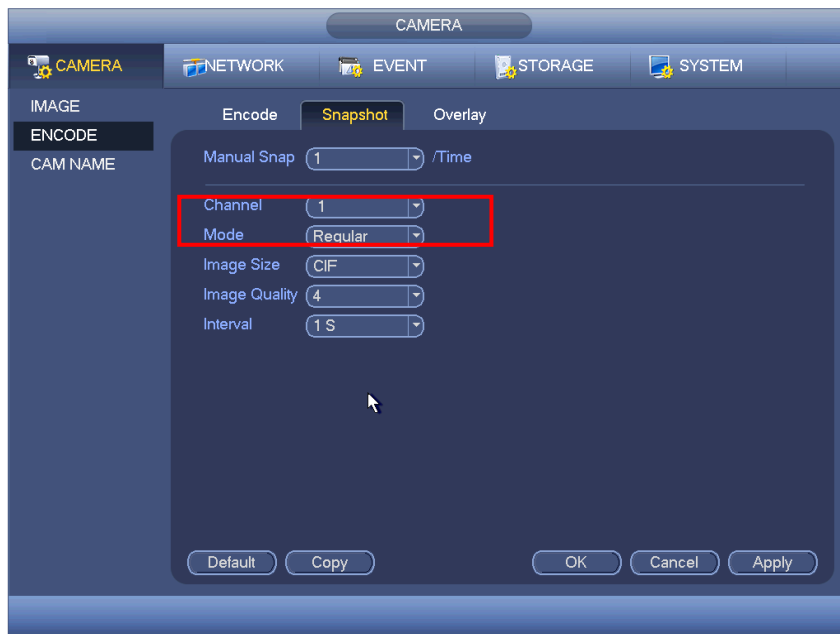 CAMERA
CAMERA NETWORK EVENT STORAGE SYSTEM
IMAGE
ENCODE
CAM NAME
Encode Snapshot Overlay
Manual Snap 1 /Time
Channel 1
Mode Regular
Image Size CIF
Image Quality 4
Interval 1 S
Default Copy OK Cancel Apply